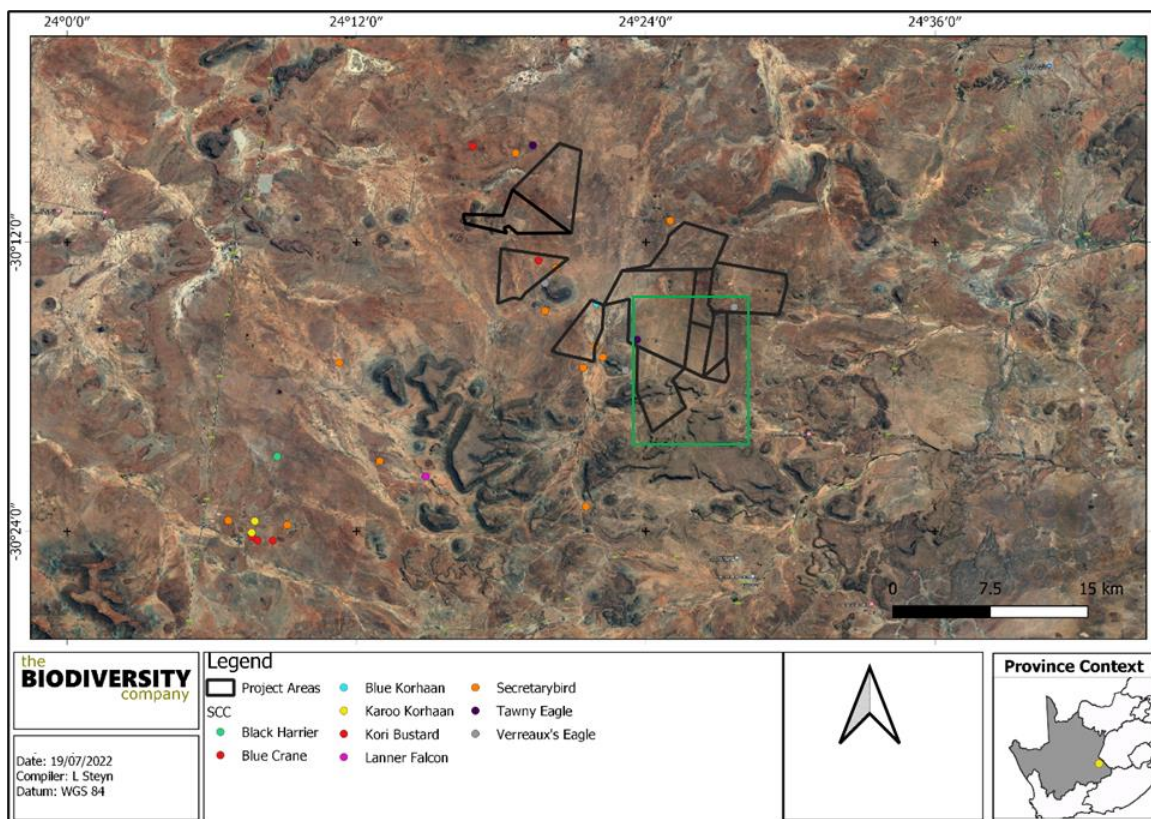 24°0'0" 24°12'0" 24°24'0" 24°36'0"
-30°12'0"
-30°24'0"
0 7.5 15 km
the
BIODIVERSITY
company
Date: 19/07/2022
Compiler: L Steyn
Datum: WGS 84
Legend
Project Areas
SCC
Black Harrier
Blue Crane
Blue Korhaan
Karoo Korhaan
Kori Bustard
Lanner Falcon
Secretarybird
Tawny Eagle
Verreaux's Eagle
Province Context